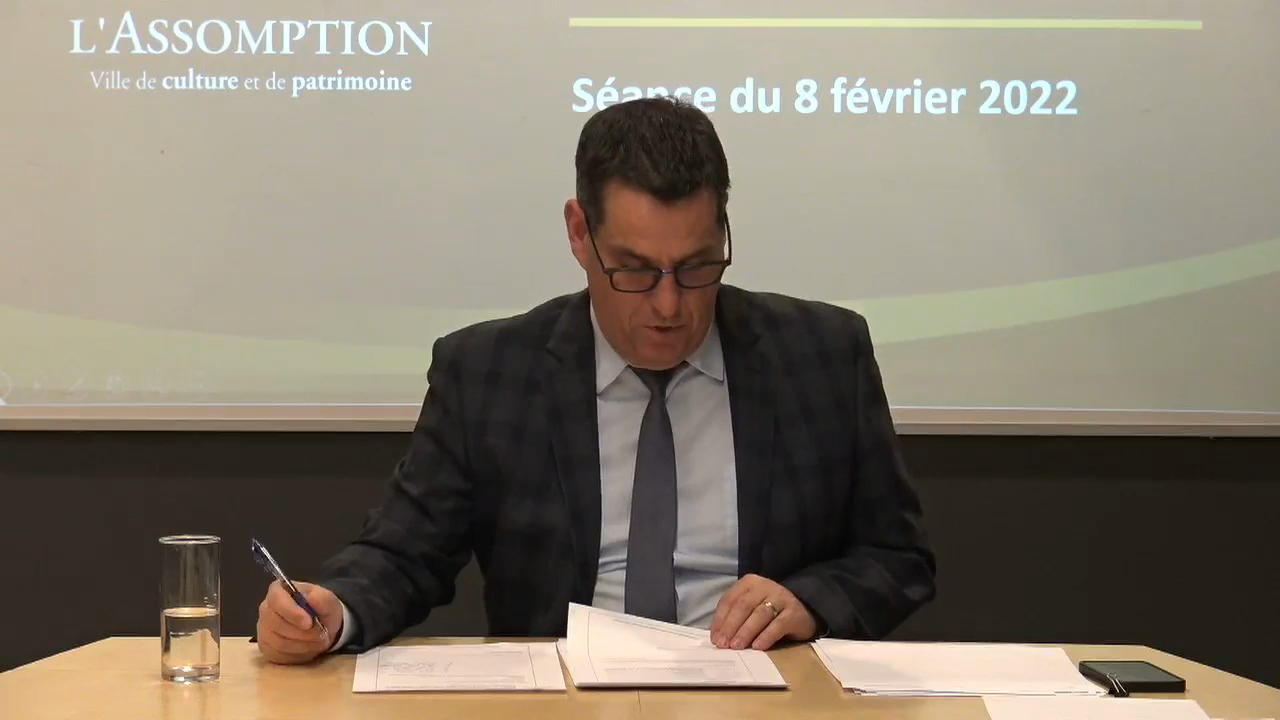 L'ASSOMPTION
Ville de culture et de patrimoine
Séance du 8 février 2022